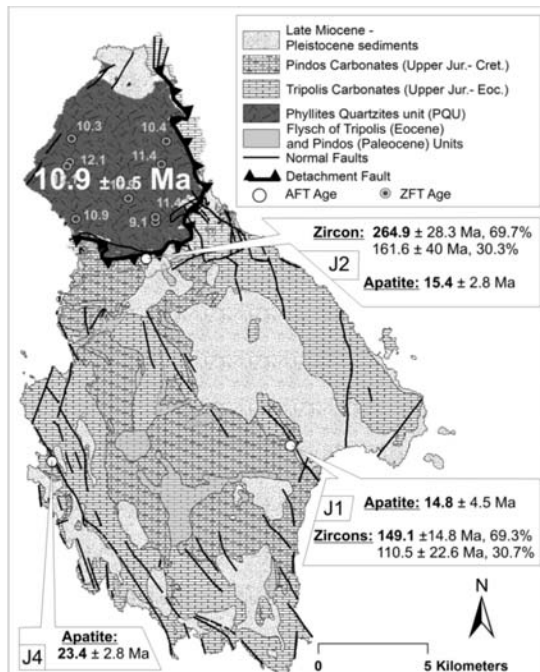 Late Miocene -
Pleistocene sediments
Pindos Carbonates (Upper Jur.- Cret.)
Tripolis Carbonates (Upper Jur.- Eoc.)
Phyllites Quartzites unit (PQU)
Flysch of Tripolis (Eocene)
and Pindos (Paleocene) Units
Normal Faults
Detachment Fault
AFT Age
ZFT Age
10.3
10.4
12.1
11.4
10.9 ± 0.5 Ma
11.4
10.9
9.1
Zircon: 264.9 ± 28.3 Ma, 69.7%
161.6 ± 40 Ma, 30.3%
J2
Apatite: 15.4 ± 2.8 Ma
J1
Apatite: 14.8 ± 4.5 Ma
Zircons: 149.1 ±14.8 Ma, 69.3%
110.5 ± 22.6 Ma, 30.7%
J4
Apatite:
23.4 ± 2.8 Ma
N
0 5 Kilometers